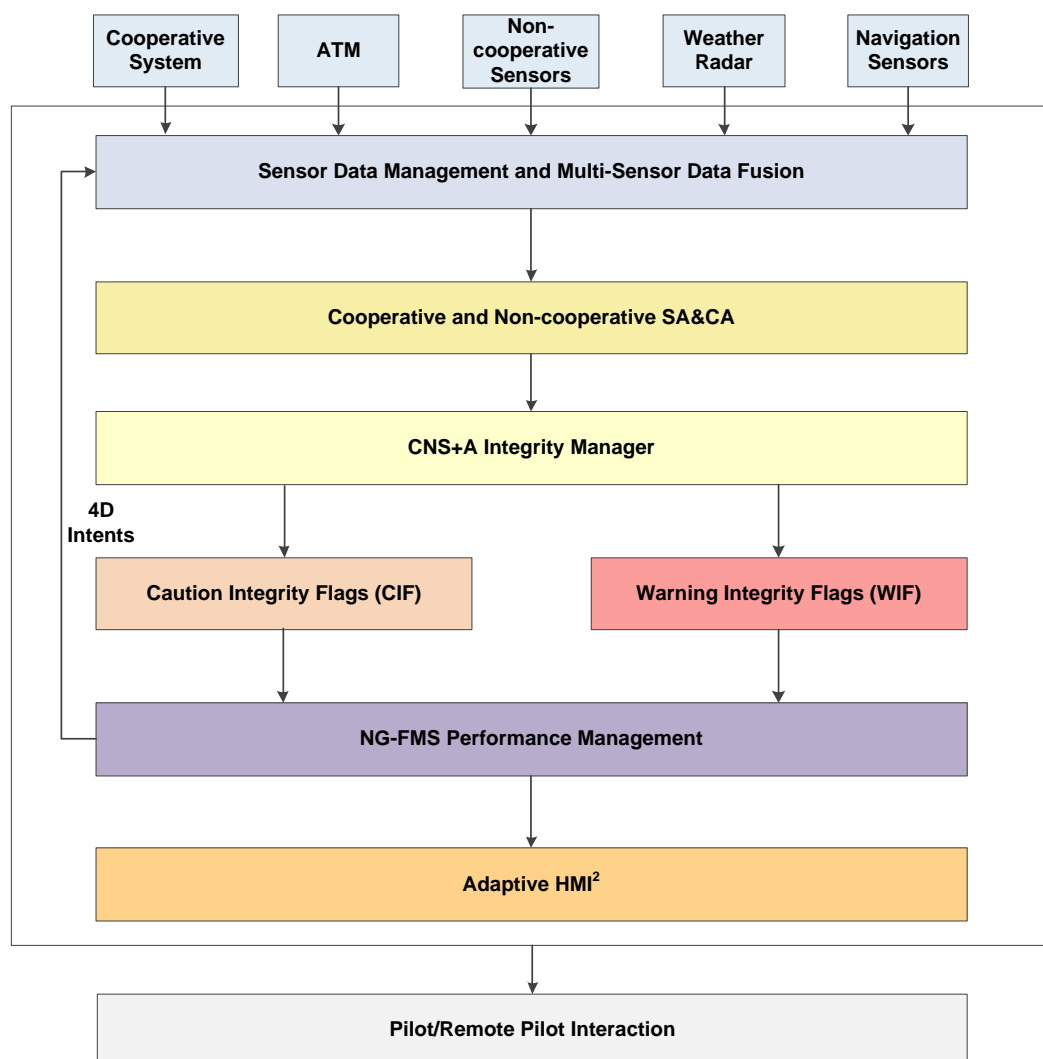 Cooperative
System
ATM
Non-
cooperative
Sensors
Weather
Radar
Navigation
Sensors
Sensor Data Management and Multi-Sensor Data Fusion
Cooperative and Non-cooperative SA&CA
CNS+A Integrity Manager
4D
Intents
Caution Integrity Flags (CIF)
Warning Integrity Flags (WIF)
NG-FMS Performance Management
Adaptive HMI²
Pilot/Remote Pilot Interaction